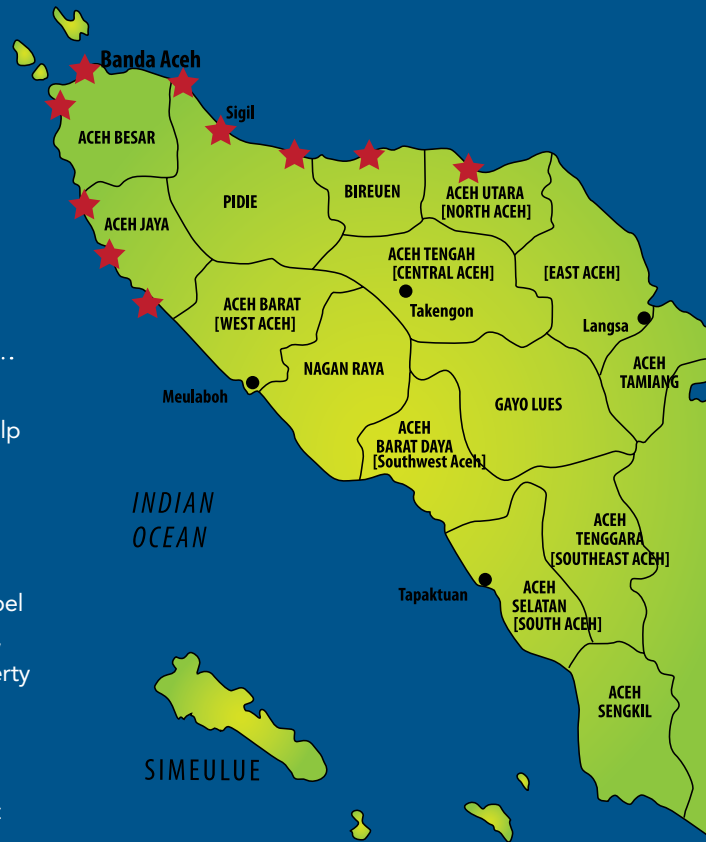 Banda Aceh
Sigil
ACEH BESAR
PIDIE
BIREUEN
ACEH UTARA
[NORTH ACEH]
ACEH JAYA
ACEH TENGAH
[CENTRAL ACEH]
[EAST ACEH]
Takengon
ACEH BARAT
[WEST ACEH]
Langsa
NAGAN RAYA
ACEH
TAMIANG
Meulaboh
GAYO LUES
ACEH
BARAT DAYA
[Southwest Aceh]
INDIAN
OCEAN
ACEH
TENGGARA
[SOUTHEAST ACEH]
Tapaktuan
ACEH
SELATAN
[SOUTH ACEH]
ACEH
SENGKIL
SIMEULUE